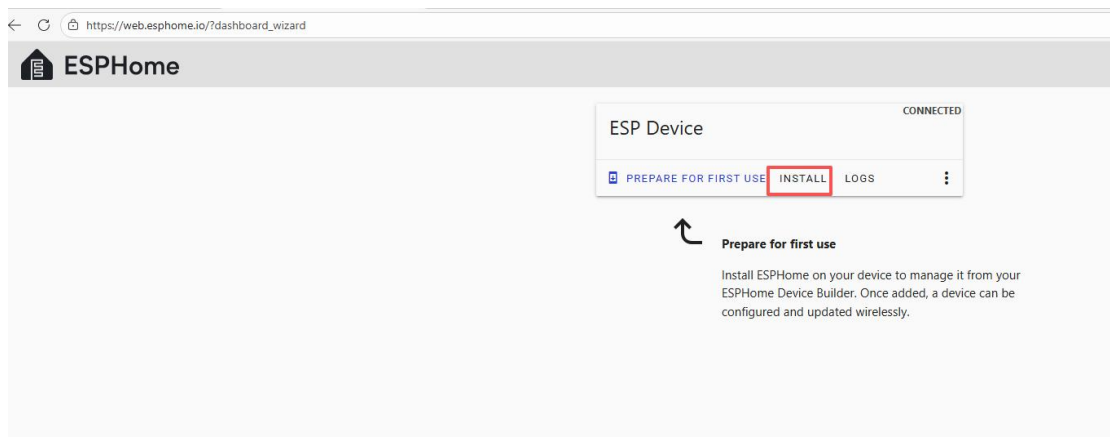 https://web.esphome.io/?dashboard_wizard
ESPHome
CONNECTED
ESP Device
PREPARE FOR FIRST USE INSTALL LOGS
Prepare for first use
Install ESPHome on your device to manage it from your
ESPHome Device Builder. Once added, a device can be
configured and updated wirelessly.